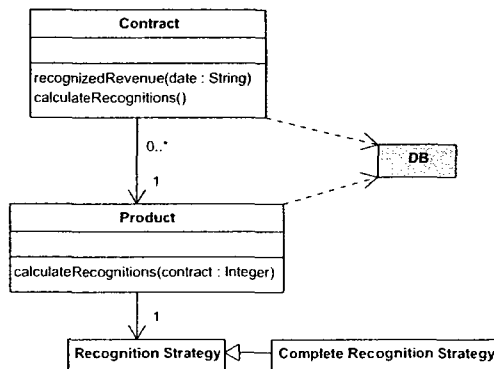 Contract
recognizedRevenue(date : String)
calculateRecognitions()
0..*
DB
1
Product
calculateRecognitions(contract : Integer)
1
Recognition Strategy
Complete Recognition Strategy